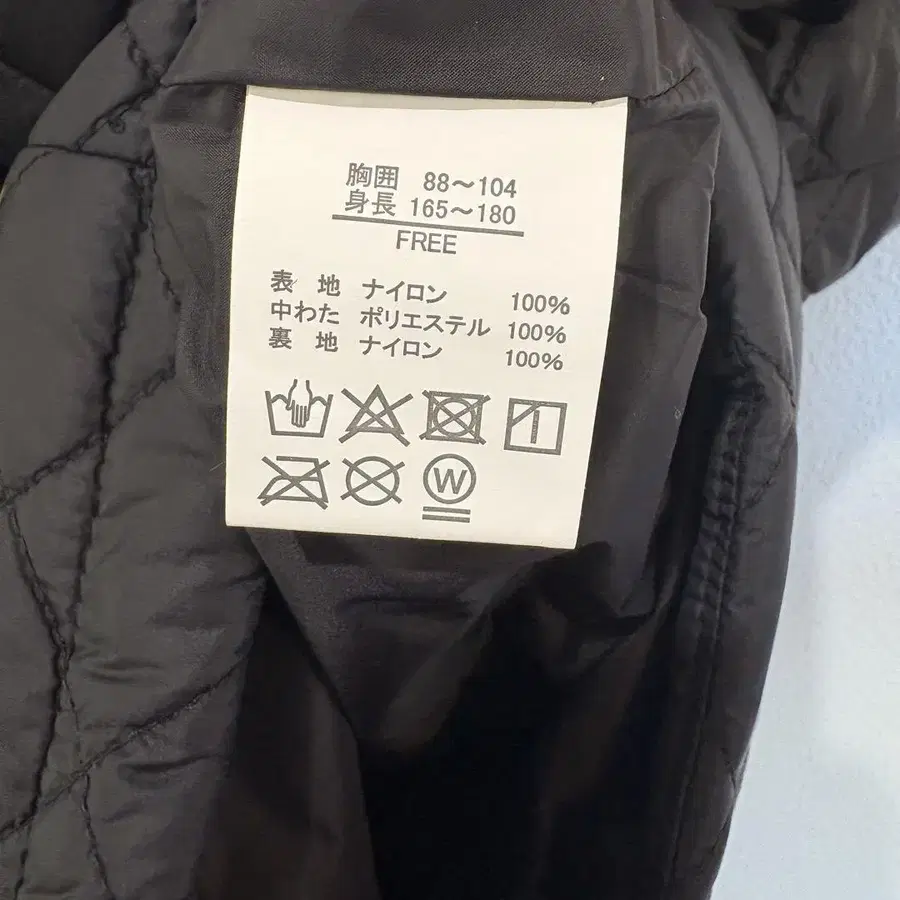 胸囲 88～104
身長 165～180
FREE
表 地 ナイロン 100%
中わた ポリエステル 100%
裏 地 ナイロン 100%
W